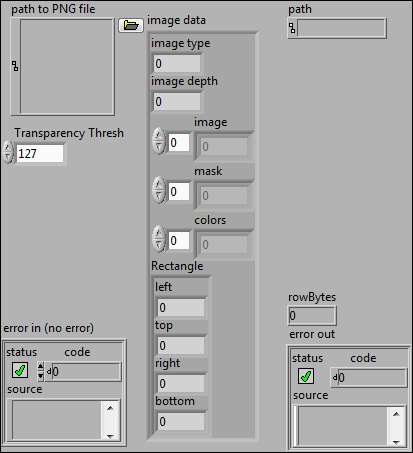 path to PNG file
Transparency Thresh
127
error in (no error)
status code
d0
source
image data
image type
0
image depth
0
image
0 0
mask
0 0
colors
0 0
Rectangle
left
0
top
0
right
0
bottom
0
path
rowBytes
0
error out
status code
d0
source